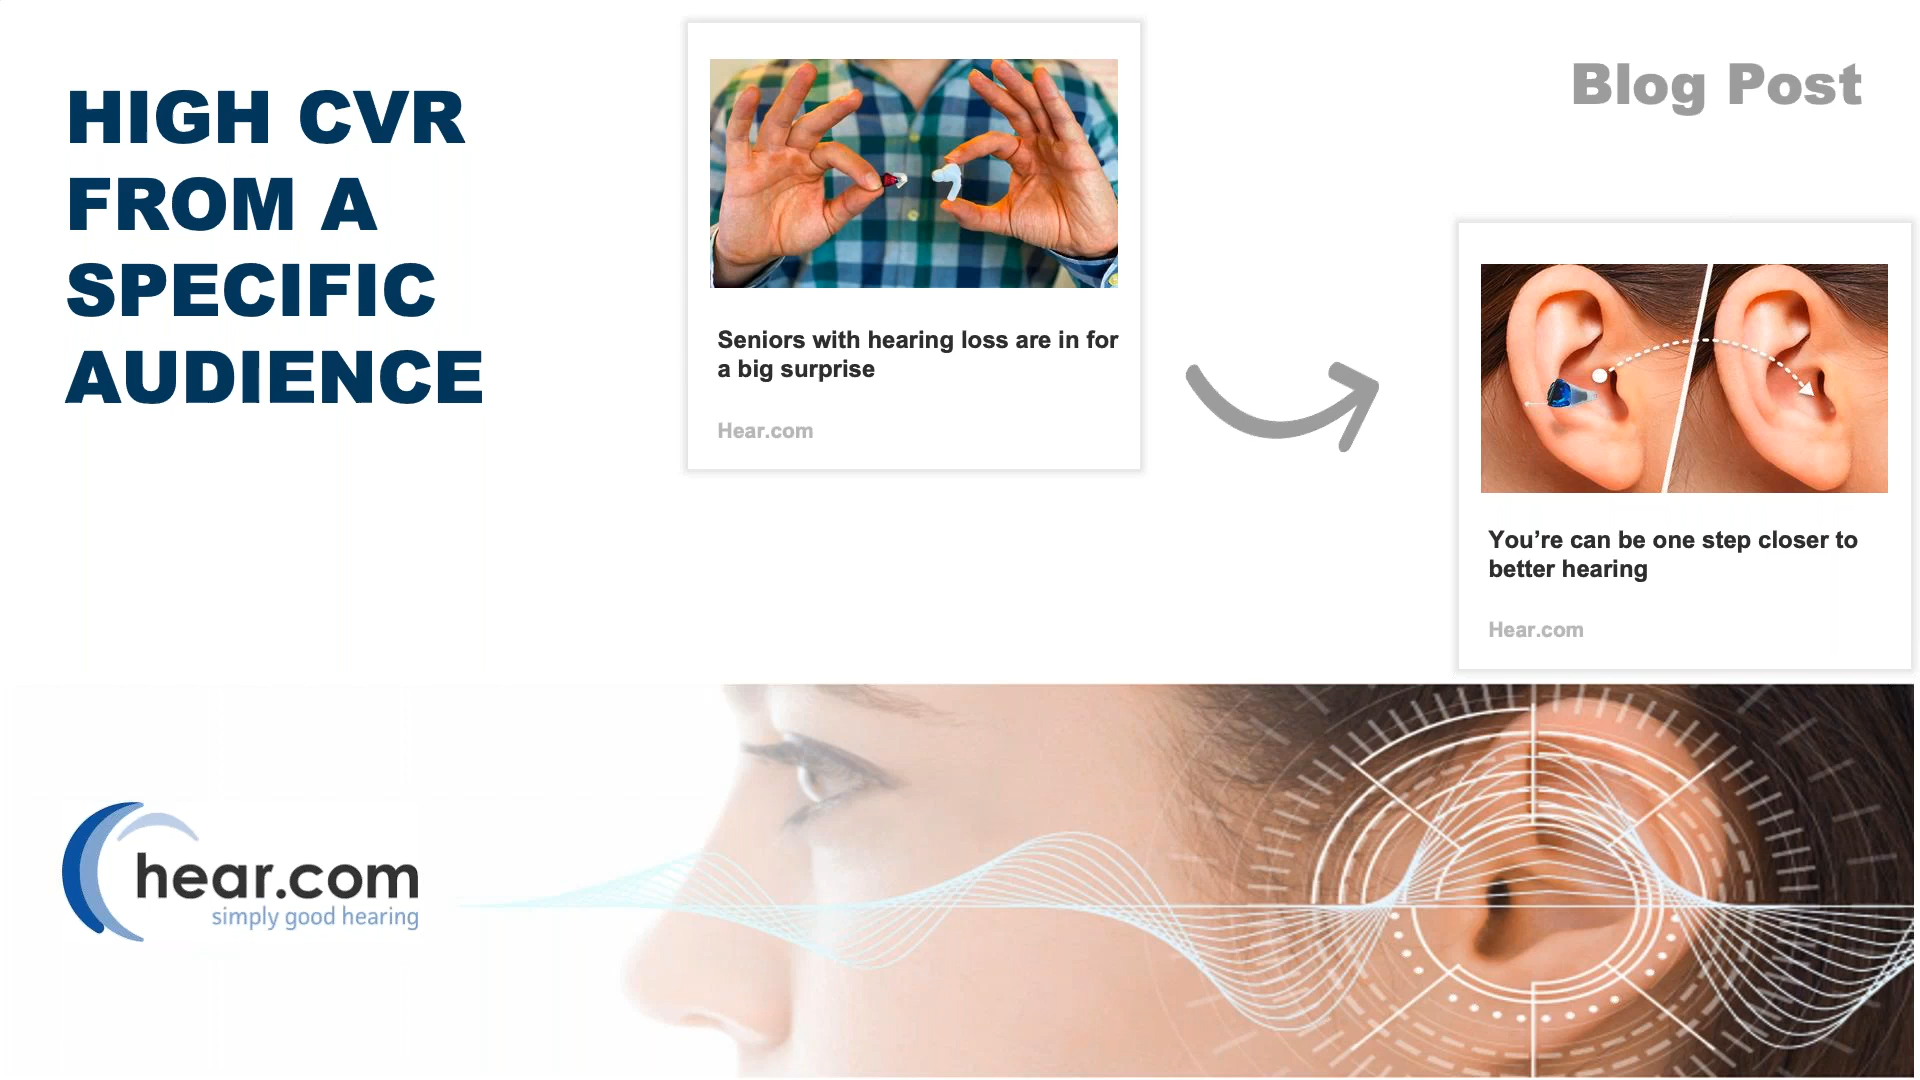 HIGH CVR
FROM A
SPECIFIC
AUDIENCE
Seniors with hearing loss are in for
a big surprise
Hear.com
Blog Post
You’re can be one step closer to
better hearing
Hear.com
hear.com
simply good hearing